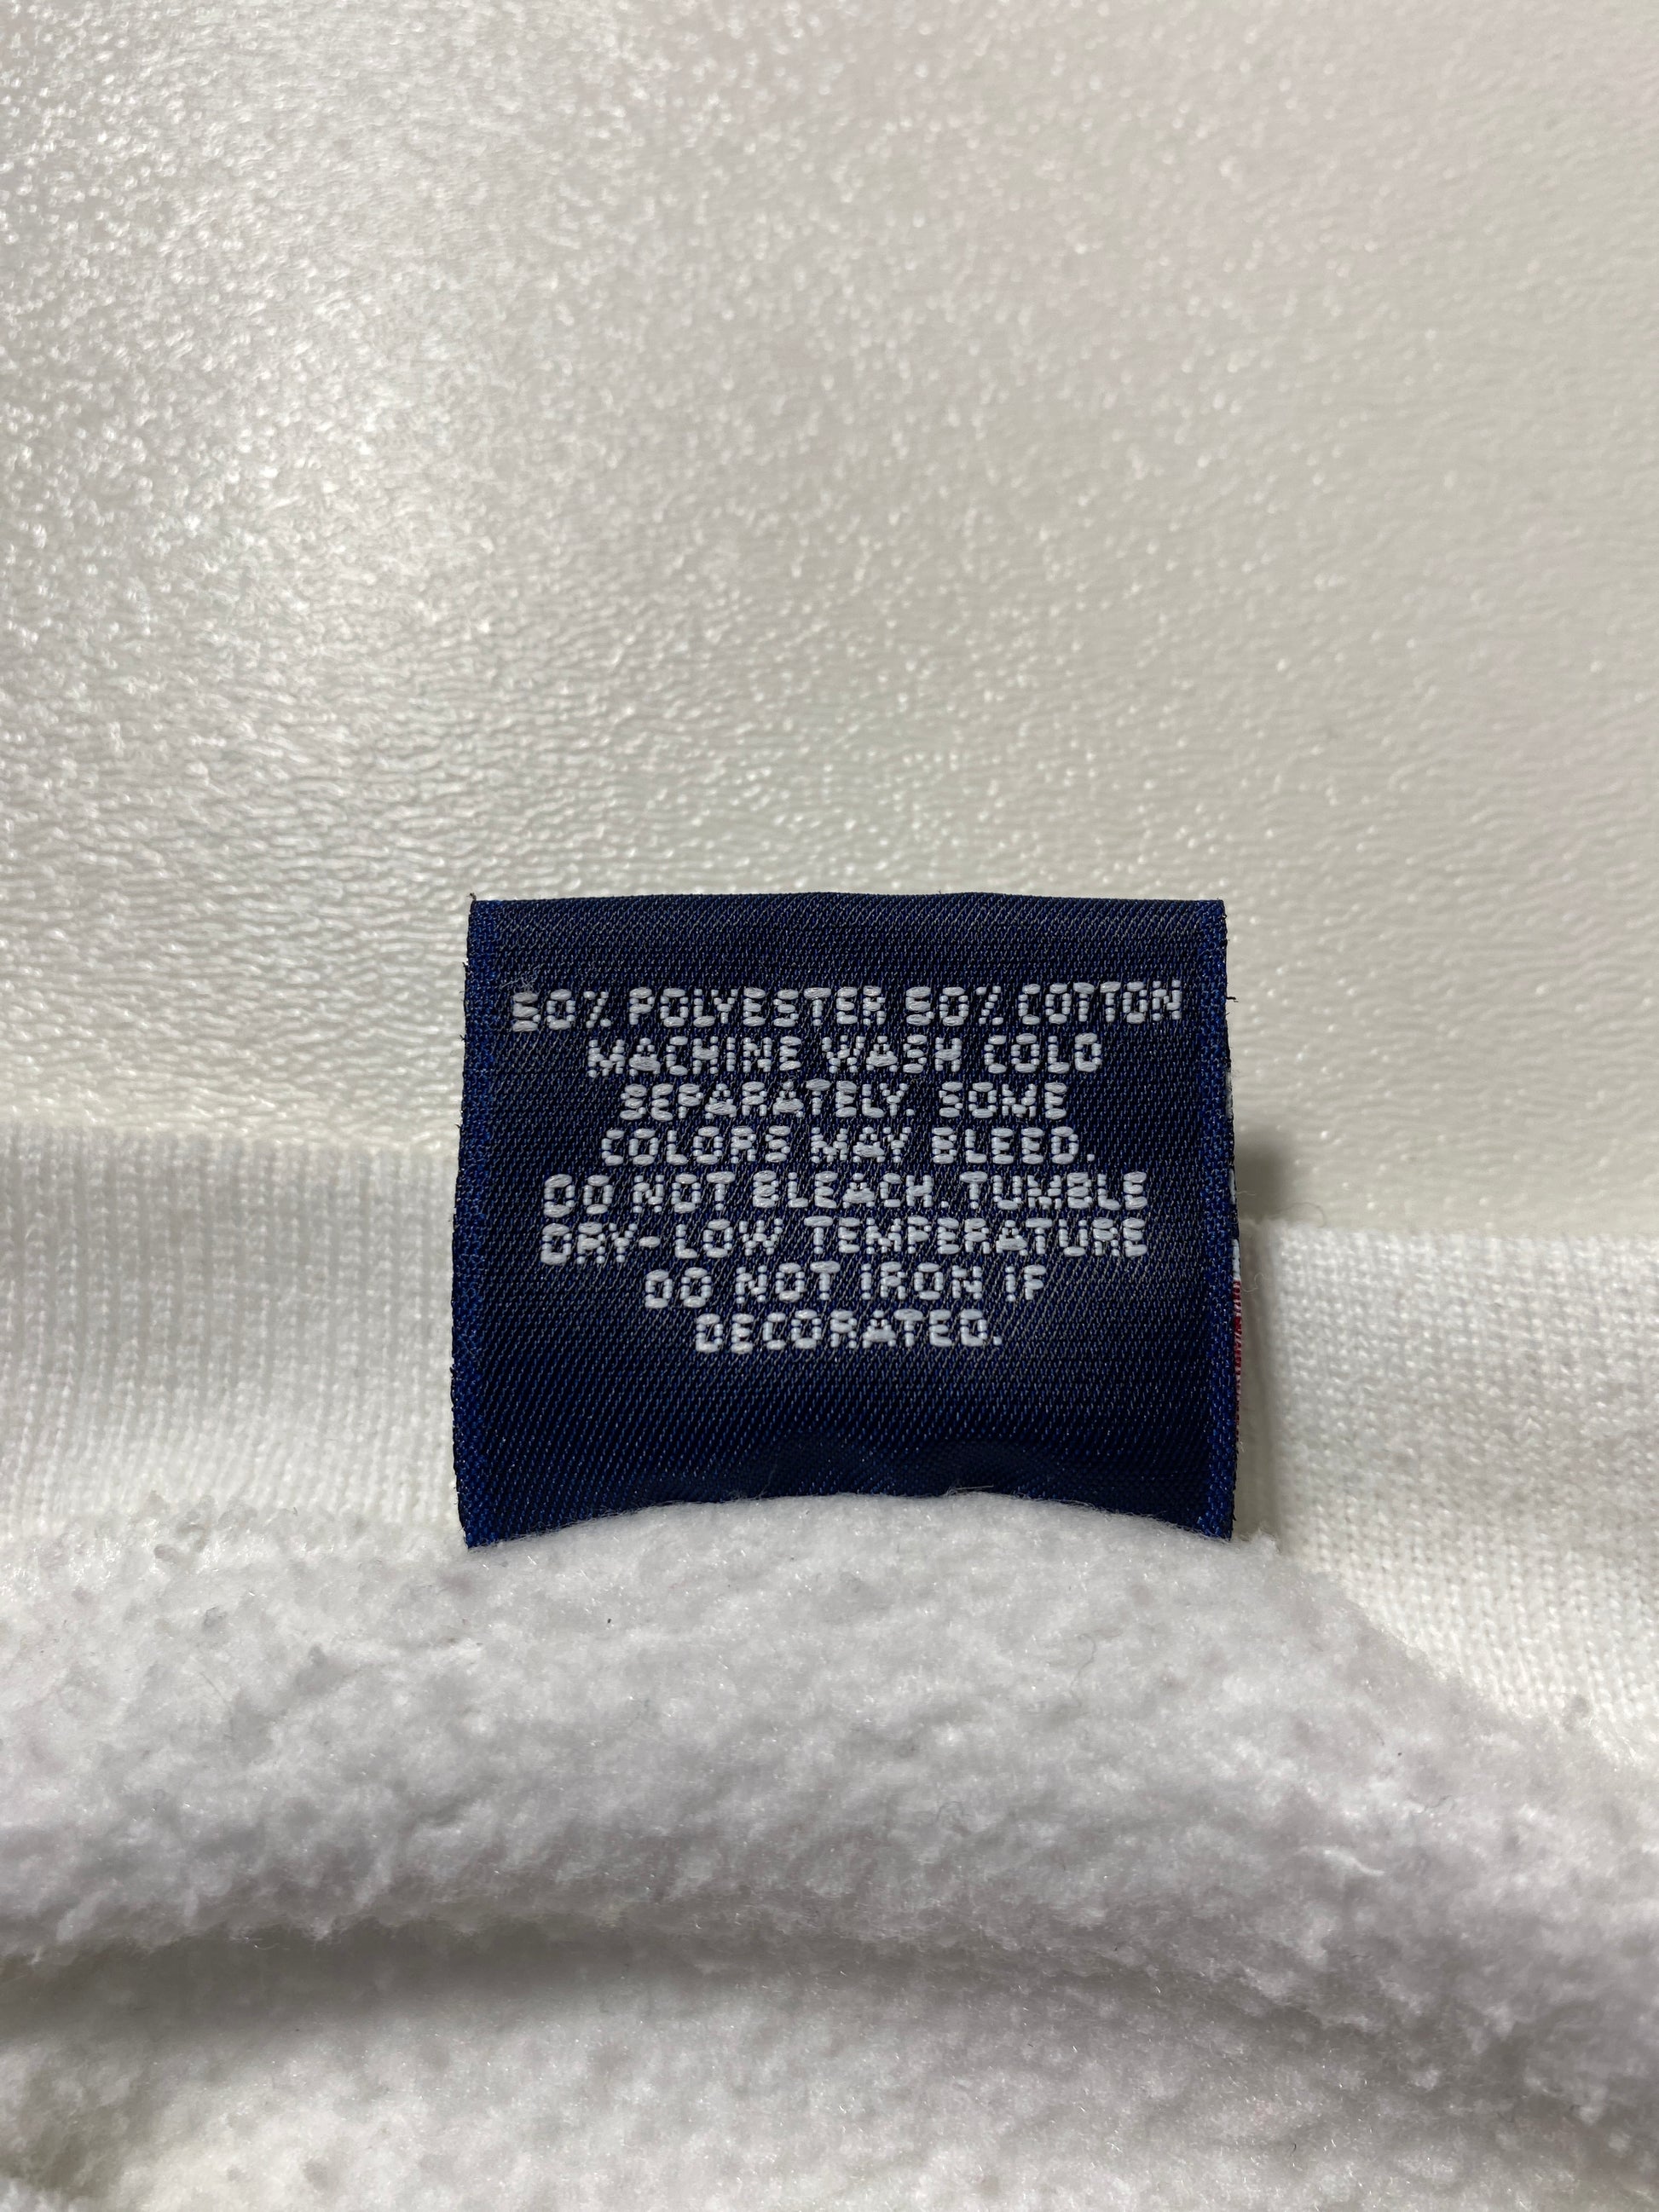 50% POLYESTER 50% COTTON
MACHINE WASH COLD
SEPARATELY. SOME
COLORS MAY BLEED.
DO NOT BLEACH. TUMBLE
DRY-LOW TEMPERATURE
DO NOT IRON IF
DECORATED.